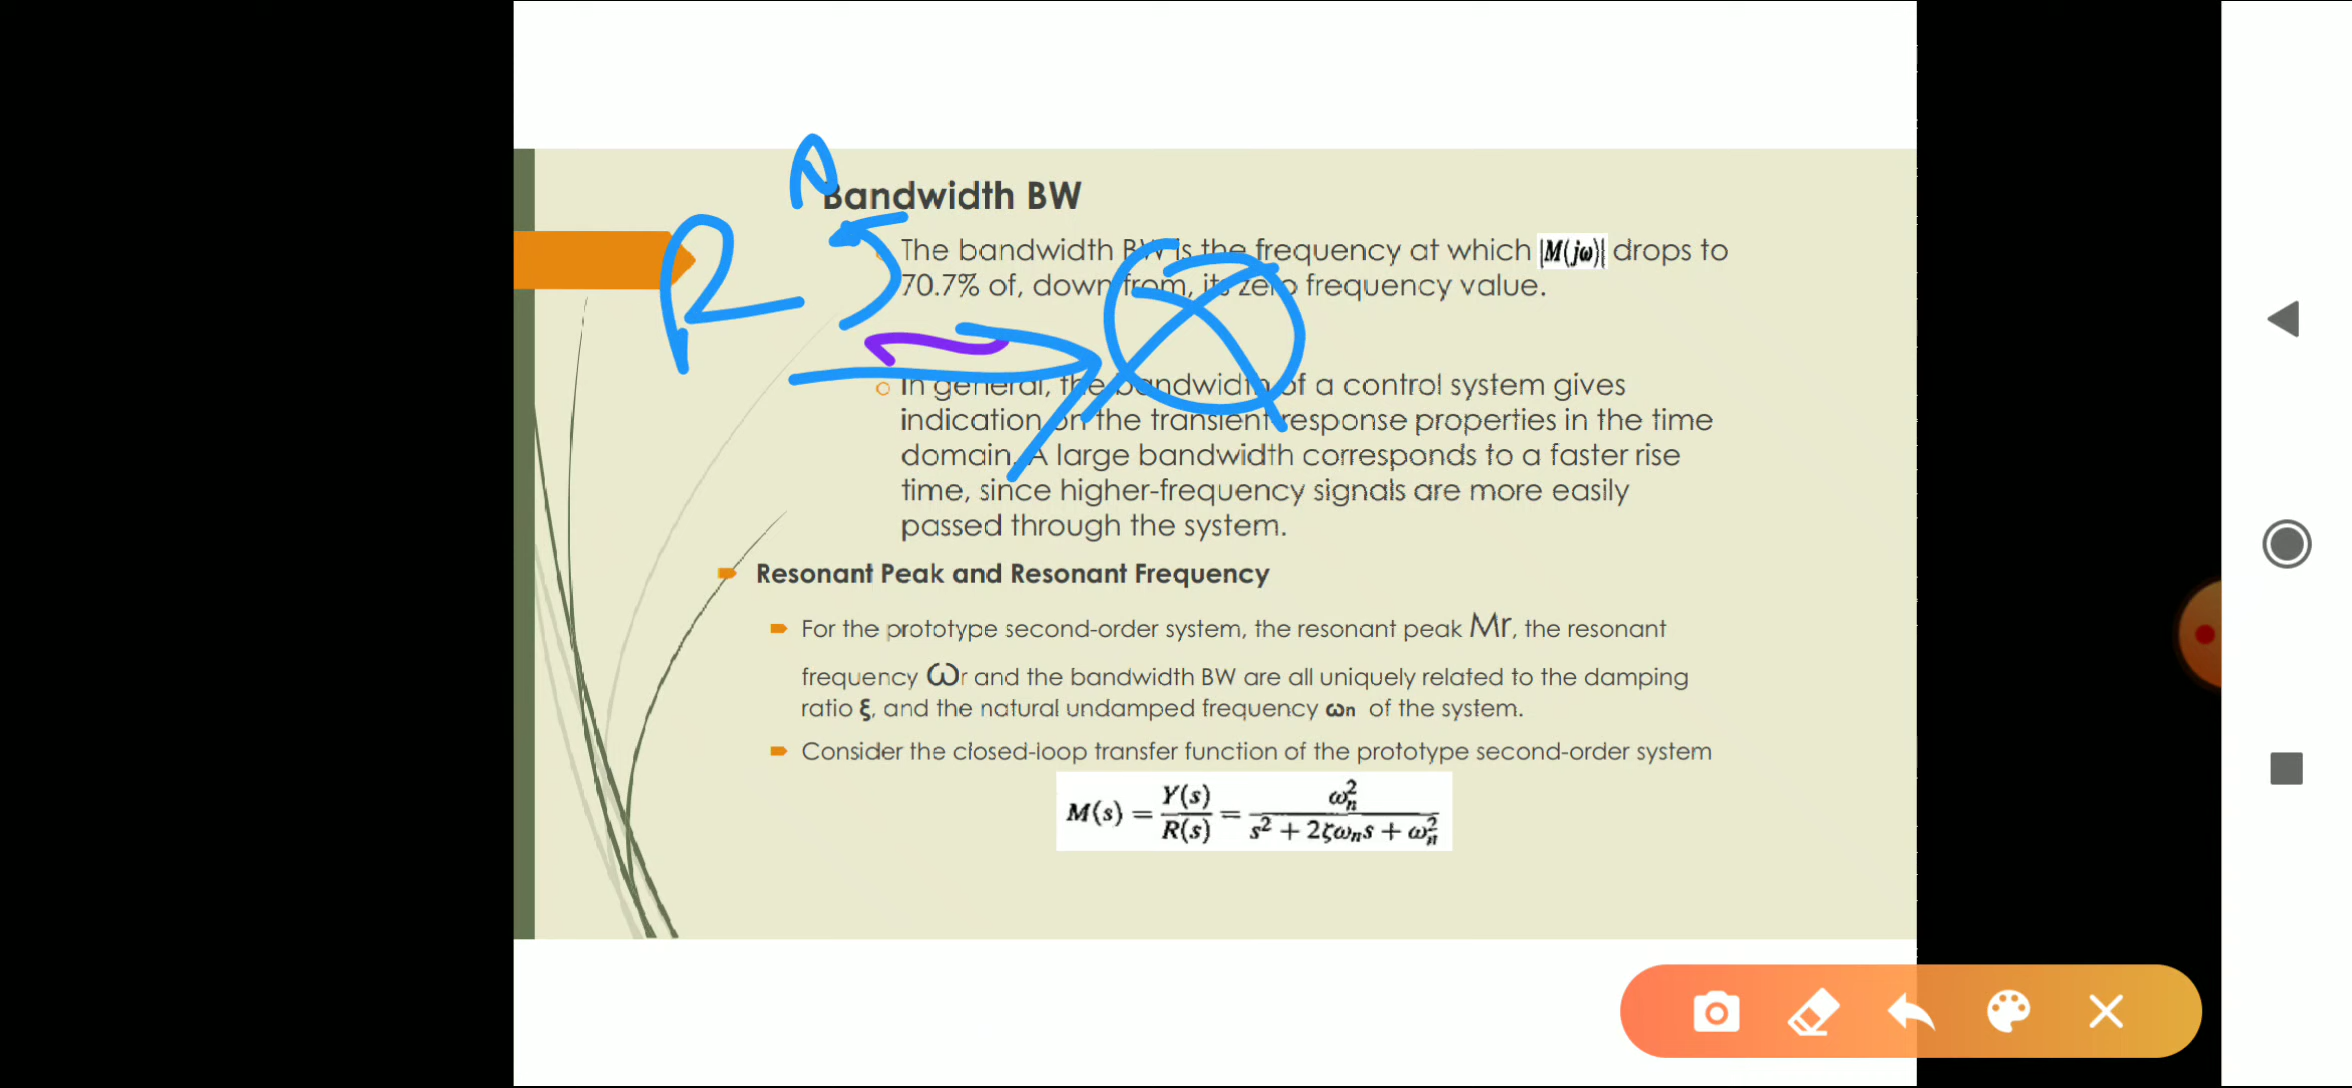 Bandwidth BW
The bandwidth BW is the frequency at which |M(jω)| drops to
70.7% of, down from, its zero frequency value.
In general, the bandwidth of a control system gives
indication on the transient response properties in the time
domain. A large bandwidth corresponds to a faster rise
time, since higher-frequency signals are more easily
passed through the system.
Resonant Peak and Resonant Frequency
For the prototype second-order system, the resonant peak Mr, the resonant
frequency ωr and the bandwidth BW are all uniquely related to the damping
ratio ξ, and the natural undamped frequency ωn of the system.
Consider the closed-loop transfer function of the prototype second-order system
M(s) = Y(s)/R(s) = ωn²/(s² + 2ζωns + ωn²)